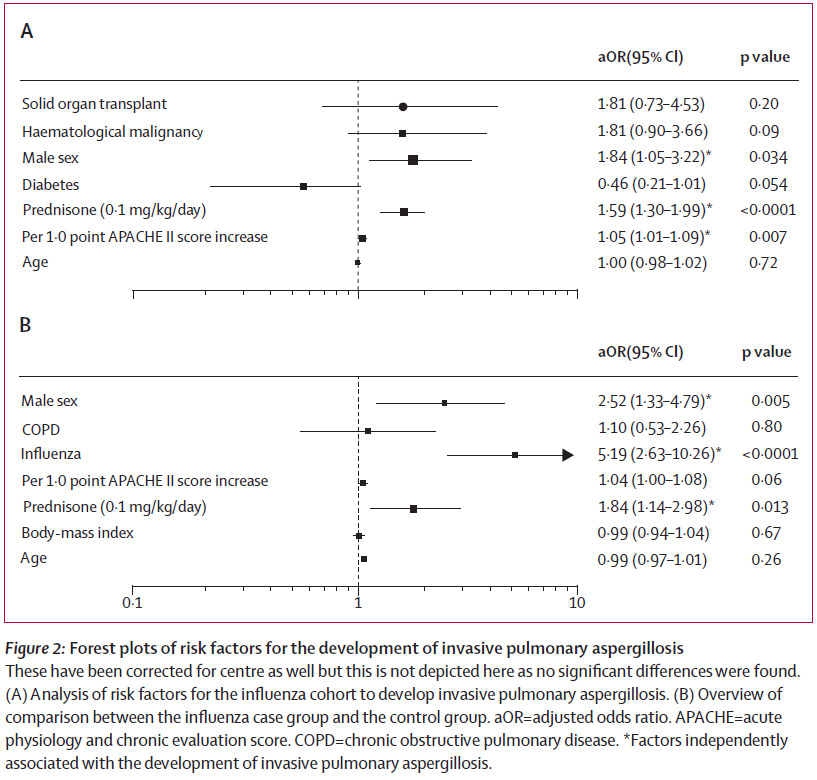 A
aOR(95% CI) p value
Solid organ transplant 1·81 (0·73–4·53) 0·20
Haematological malignancy 1·81 (0·90–3·66) 0·09
Male sex 1·84 (1·05–3·22)* 0·034
Diabetes 0·46 (0·21–1·01) 0·054
Prednisone (0·1 mg/kg/day) 1·59 (1·30–1·99)* <0·0001
Per 1·0 point APACHE II score increase 1·05 (1·01–1·09)* 0·007
Age 1·00 (0·98–1·02) 0·72
B
aOR(95% CI) p value
Male sex 2·52 (1·33–4·79)* 0·005
COPD 1·10 (0·53–2·26) 0·80
Influenza 5·19 (2·63–10·26)* <0·0001
Per 1·0 point APACHE II score increase 1·04 (1·00–1·08) 0·06
Prednisone (0·1 mg/kg/day) 1·84 (1·14–2·98)* 0·013
Body-mass index 0·99 (0·94–1·04) 0·67
Age 0·99 (0·97–1·01) 0·26
0·1 1 10
Figure 2: Forest plots of risk factors for the development of invasive pulmonary aspergillosis
These have been corrected for centre as well but this is not depicted here as no significant differences were found.
(A) Analysis of risk factors for the influenza cohort to develop invasive pulmonary aspergillosis. (B) Overview of
comparison between the influenza case group and the control group. aOR=adjusted odds ratio. APACHE=acute
physiology and chronic evaluation score. COPD=chronic obstructive pulmonary disease. *Factors independently
associated with the development of invasive pulmonary aspergillosis.